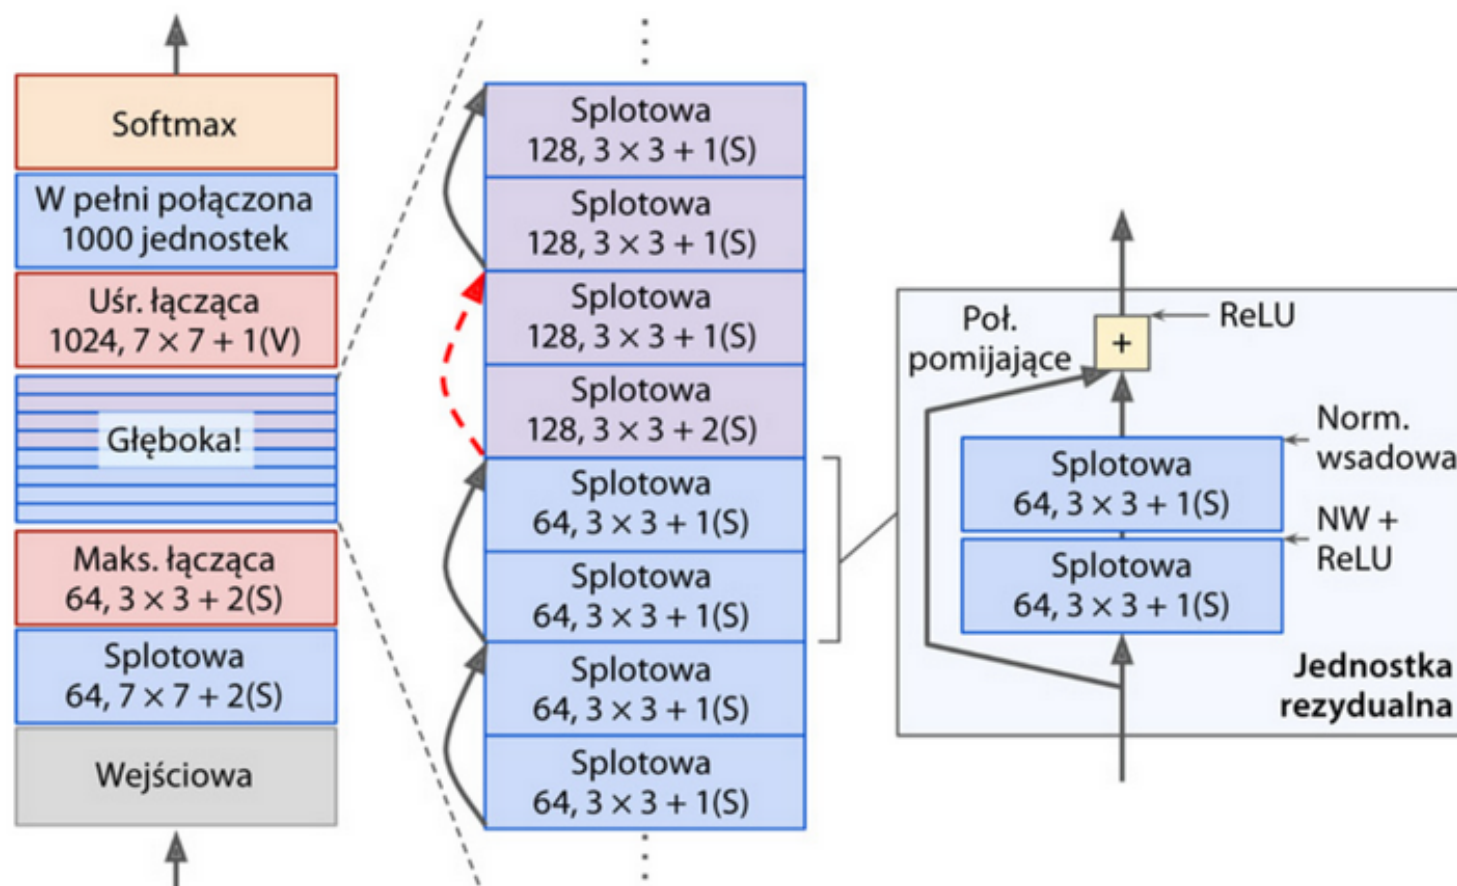 Softmax
W pełni połączona
1000 jednostek
Uśr. łącząca
1024, 7 × 7 + 1(V)
Głęboka!
Maks. łącząca
64, 3 × 3 + 2(S)
Splotowa
64, 7 × 7 + 2(S)
Wejściowa
Splotowa
128, 3 × 3 + 1(S)
Splotowa
128, 3 × 3 + 1(S)
Splotowa
128, 3 × 3 + 1(S)
Splotowa
128, 3 × 3 + 2(S)
Splotowa
64, 3 × 3 + 1(S)
Splotowa
64, 3 × 3 + 1(S)
Splotowa
64, 3 × 3 + 1(S)
Splotowa
64, 3 × 3 + 1(S)
Poł.
pomijające
+
ReLU
Norm.
wsadowa
Splotowa
64, 3 × 3 + 1(S)
NW +
ReLU
Splotowa
64, 3 × 3 + 1(S)
Jednostka
rezydualna